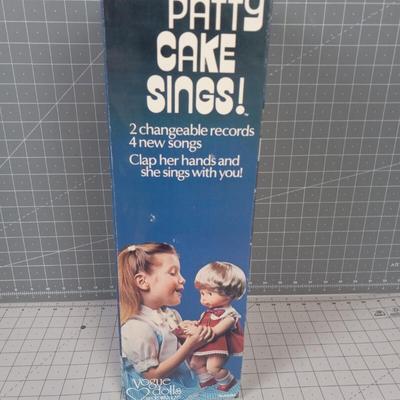 PATTY
CAKE
SINGS!
2 changeable records
4 new songs
Clap her hands and
she sings with you!
Vogue dolls